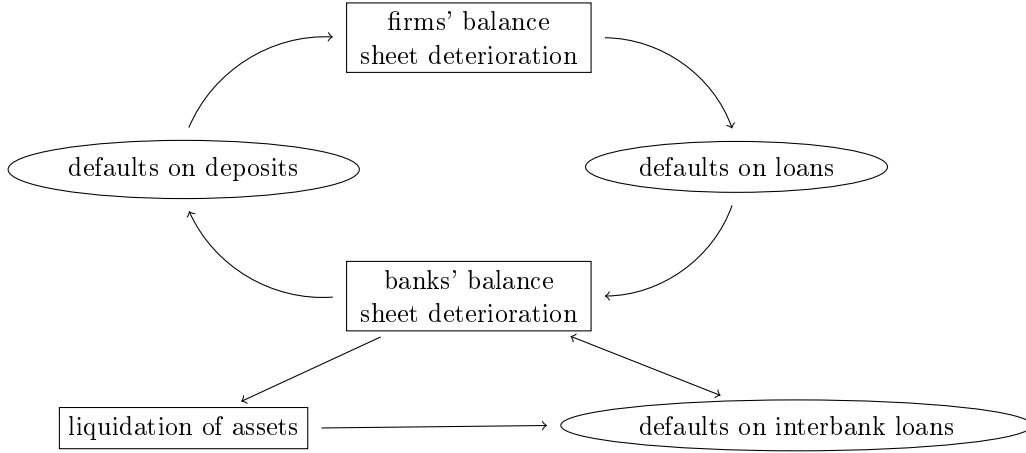 firms' balance
sheet deterioration
defaults on deposits
defaults on loans
banks' balance
sheet deterioration
liquidation of assets
defaults on interbank loans